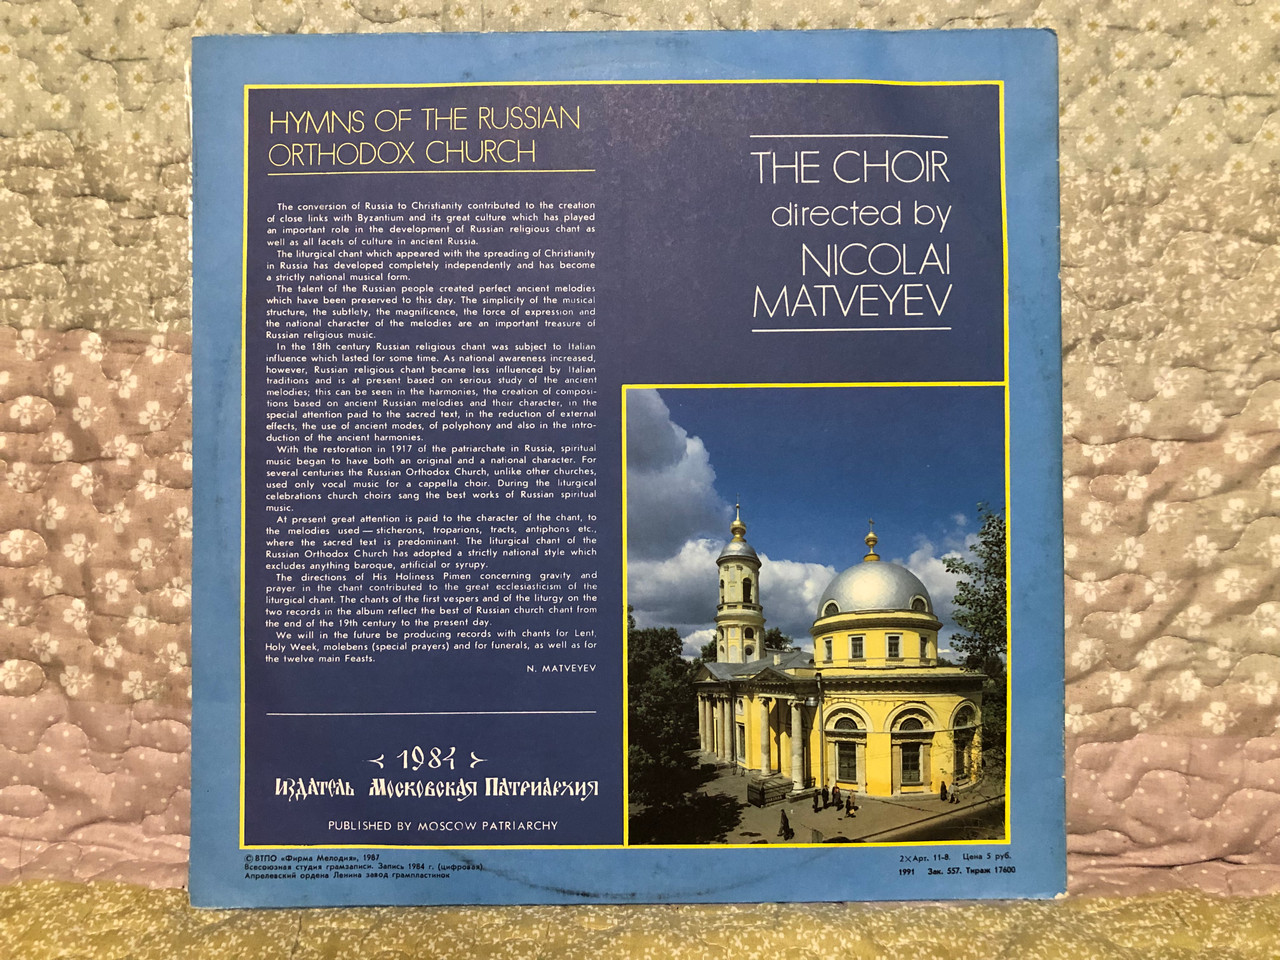 HYMNS OF THE RUSSIAN
ORTHODOX CHURCH
The conversion of Russia to Christianity contributed to the creation
of close links with Byzantium and its great culture which has played
an important role in the development of Russian religious chant as
well as all facets of culture in ancient Russia.
The liturgical chant which appeared with the spreading of Christianity
in Russia has developed completely independently and has become
a strictly national musical form.
The talent of the Russian people created perfect ancient melodies
which have been preserved to this day. The simplicity of the musical
structure, the subtlety, the magnificence, the force of expression and
the national character of the melodies are an important treasure of
Russian religious music.
In the 18th century Russian religious chant was subject to Italian
influence which lasted for some time. As national awareness increased,
however, Russian religious chant became less influenced by Italian
traditions and is at present based on serious study of the ancient
melodies; this can be seen in the harmonies, the creation of composi-
tions based on ancient Russian melodies and their character, in the
special attention paid to the sacred text, in the reduction of external
effects, the use of ancient modes, of polyphony and also in the intro-
duction of the ancient harmonies.
With the restoration in 1917 of the patriarchate in Russia, spiritual
music began to have both an original and a national character. For
several centuries the Russian Orthodox Church, unlike other churches,
used only vocal music for a cappella choir. During the liturgical
celebrations church choirs sang the best works of Russian spiritual
music.
At present great attention is paid to the character of the chant, to
the melodies used — sticherons, troparions, tracts, antiphons etc.,
where the sacred text is predominant. The liturgical chant of the
Russian Orthodox Church has adopted a strictly national style which
excludes anything baroque, artificial or syrupy.
The directions of His Holiness Pimen concerning gravity and
prayer in the chant contributed to the great ecclesiasticism of the
liturgical chant. The chants of the first vespers and of the liturgy on the
two records in the album reflect the best of Russian church chant from
the end of the 19th century to the present day.
We will in the future be producing records with chants for Lent,
Holy Week, molebens (special prayers) and for funerals, as well as for
the twelve main Feasts.
N. MATVEYEV
1984
Издатель Московская Патриархия
PUBLISHED BY MOSCOW PATRIARCHY
THE CHOIR
directed by
NICOLAI
MATVEYEV
© ВТПО «Фирма Мелодия», 1987
Всесоюзная студия грамзаписи. Запись 1984 г. (цифровая).
Апрелевский ордена Ленина завод грампластинок
2×Арт. 11-8. Цена 5 руб.
1991 Зак. 557. Тираж 17600